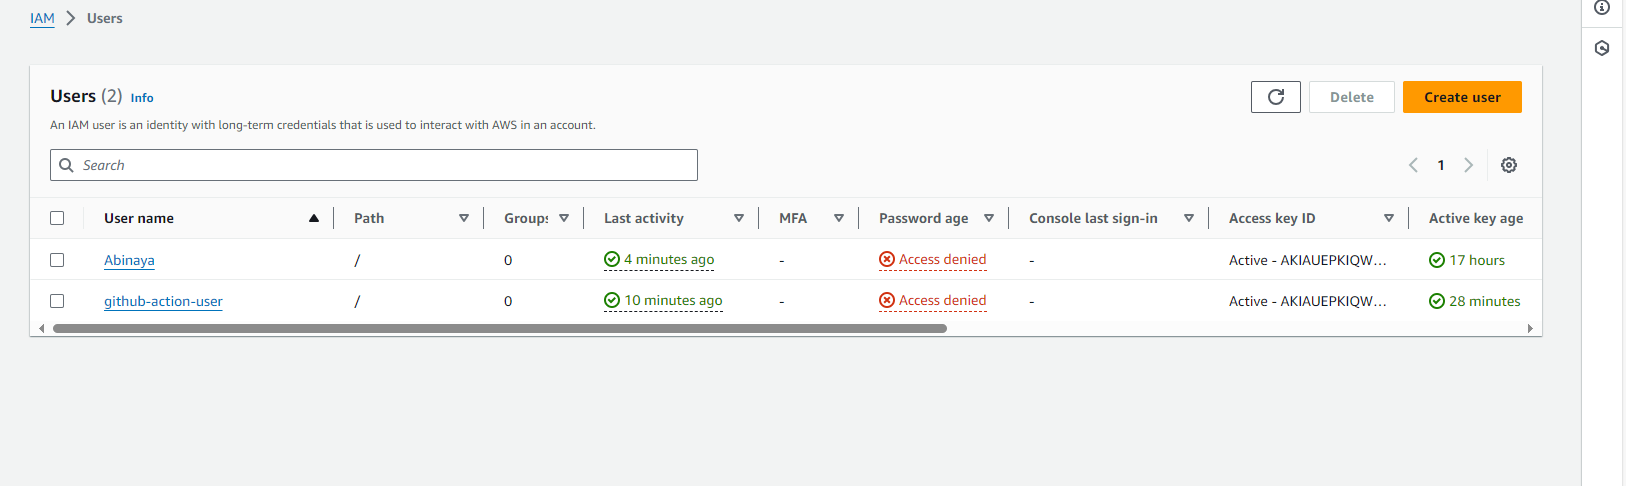 IAM > Users
Users (2) Info
Delete
Create user
An IAM user is an identity with long-term credentials that is used to interact with AWS in an account.
Search
1
User name Path Groups Last activity MFA Password age Console last sign-in Access key ID Active key age
Abinaya / 0 4 minutes ago - Access denied - Active - AKIAUEPKIQW... 17 hours
github-action-user / 0 10 minutes ago - Access denied - Active - AKIAUEPKIQW... 28 minutes